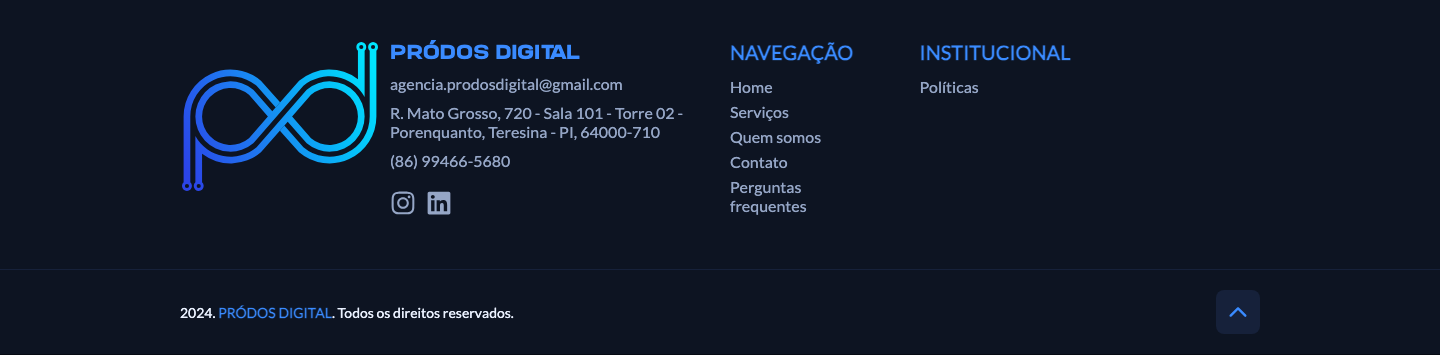 PRÓDOS DIGITAL
agencia.prodosdigital@gmail.com
R. Mato Grosso, 720 - Sala 101 - Torre 02 -
Porenquanto, Teresina - PI, 64000-710
(86) 99466-5680
NAVEGAÇÃO
Home
Serviços
Quem somos
Contato
Perguntas
frequentes
INSTITUCIONAL
Políticas
2024. PRÓDOS DIGITAL. Todos os direitos reservados.